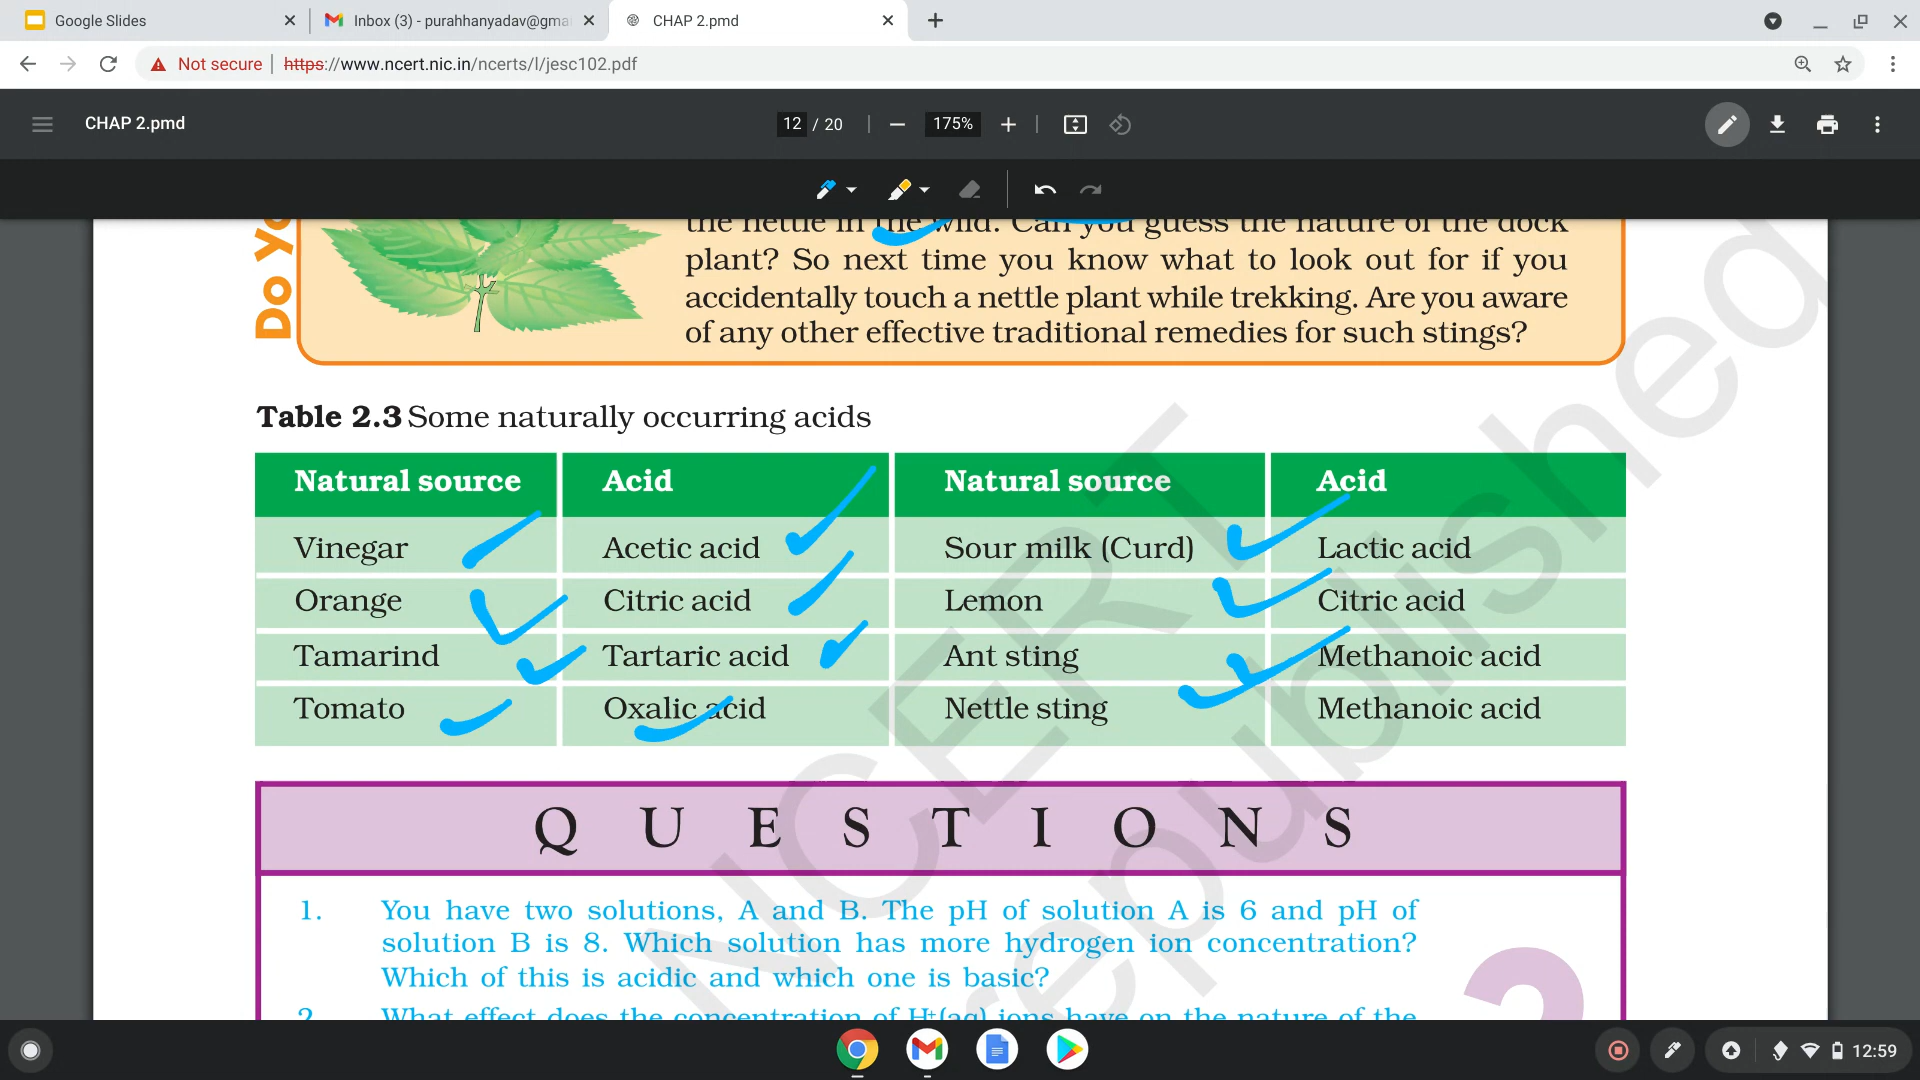 Google Slides
Inbox (3) - purahhanyadav@gma
CHAP 2.pmd
Not secure
https://www.ncert.nic.in/ncerts/l/jesc102.pdf
CHAP 2.pmd
12 / 20
175%
Do Yo
the nettle in the wild. Can you guess the nature of the dock
plant? So next time you know what to look out for if you
accidentally touch a nettle plant while trekking. Are you aware
of any other effective traditional remedies for such stings?
Table 2.3 Some naturally occurring acids
Natural source Acid Natural source Acid
Vinegar Acetic acid Sour milk (Curd) Lactic acid
Orange Citric acid Lemon Citric acid
Tamarind Tartaric acid Ant sting Methanoic acid
Tomato Oxalic acid Nettle sting Methanoic acid
QUESTIONS
1. You have two solutions, A and B. The pH of solution A is 6 and pH of
solution B is 8. Which solution has more hydrogen ion concentration?
Which of this is acidic and which one is basic?
2. What effect does the concentration of H+(aq) ions have on the nature of the
?
NCERT
republished
12:59